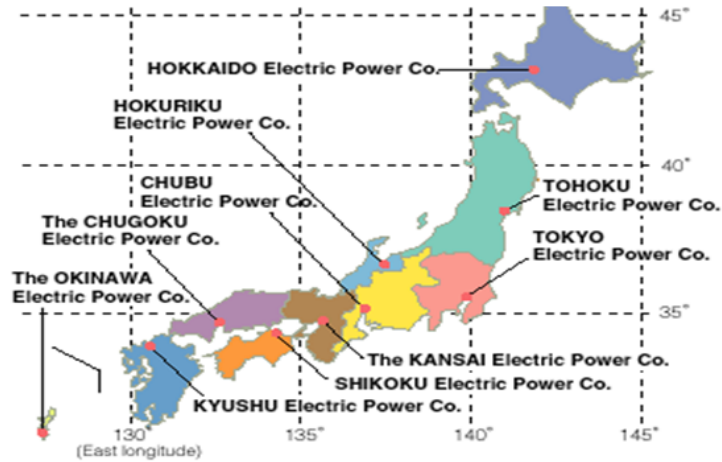 45°
HOKKAIDO Electric Power Co.
HOKURIKU
Electric Power Co.
40°
CHUBU
Electric Power Co.
TOHOKU
Electric Power Co.
The CHUGOKU
Electric Power Co.
TOKYO
Electric Power Co.
The OKINAWA
Electric Power Co.
35°
The KANSAI Electric Power Co.
SHIKOKU Electric Power Co.
KYUSHU Electric Power Co.
130°
135°
140°
145°
(East longitude)